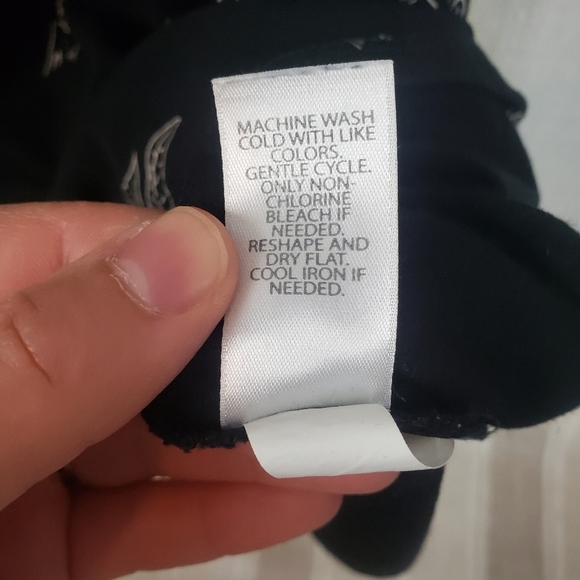 MACHINE WASH
COLD WITH LIKE
COLORS.
GENTLE CYCLE.
ONLY NON-
CHLORINE
BLEACH IF
NEEDED.
RESHAPE AND
DRY FLAT.
COOL IRON IF
NEEDED.